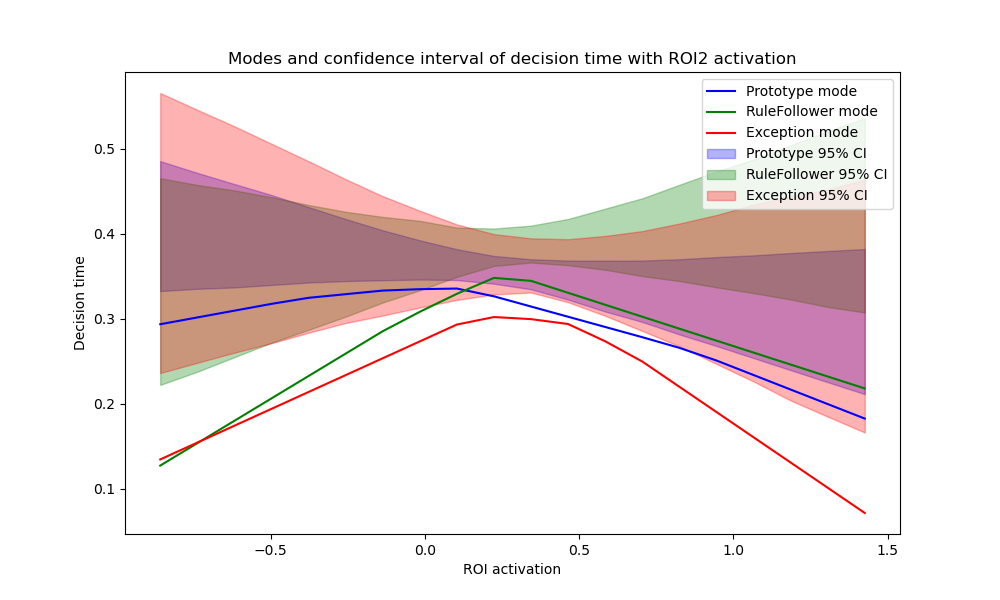 Modes and confidence interval of decision time with ROI2 activation
Prototype mode
RuleFollower mode
Exception mode
Prototype 95% CI
RuleFollower 95% CI
Exception 95% CI
Decision time
0.5
0.4
0.3
0.2
0.1
−0.5
0.0
0.5
1.0
1.5
ROI activation